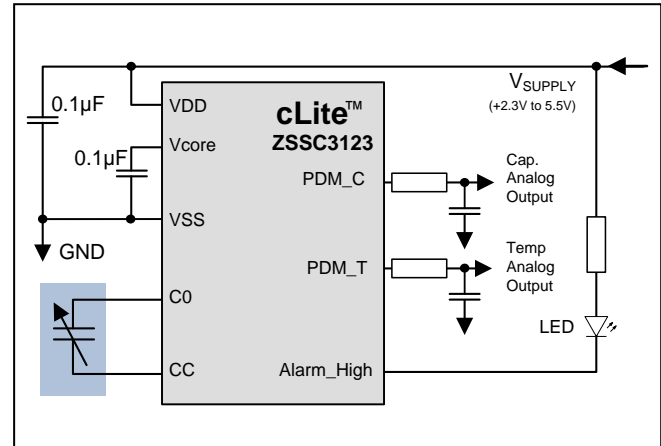 VSUPPLY
(+2.3V to 5.5V)
0.1µF
VDD
cLite™
ZSSC3123
Vcore
0.1µF
PDM_C
Cap.
Analog
Output
VSS
GND
PDM_T
Temp
Analog
Output
C0
LED
CC
Alarm_High